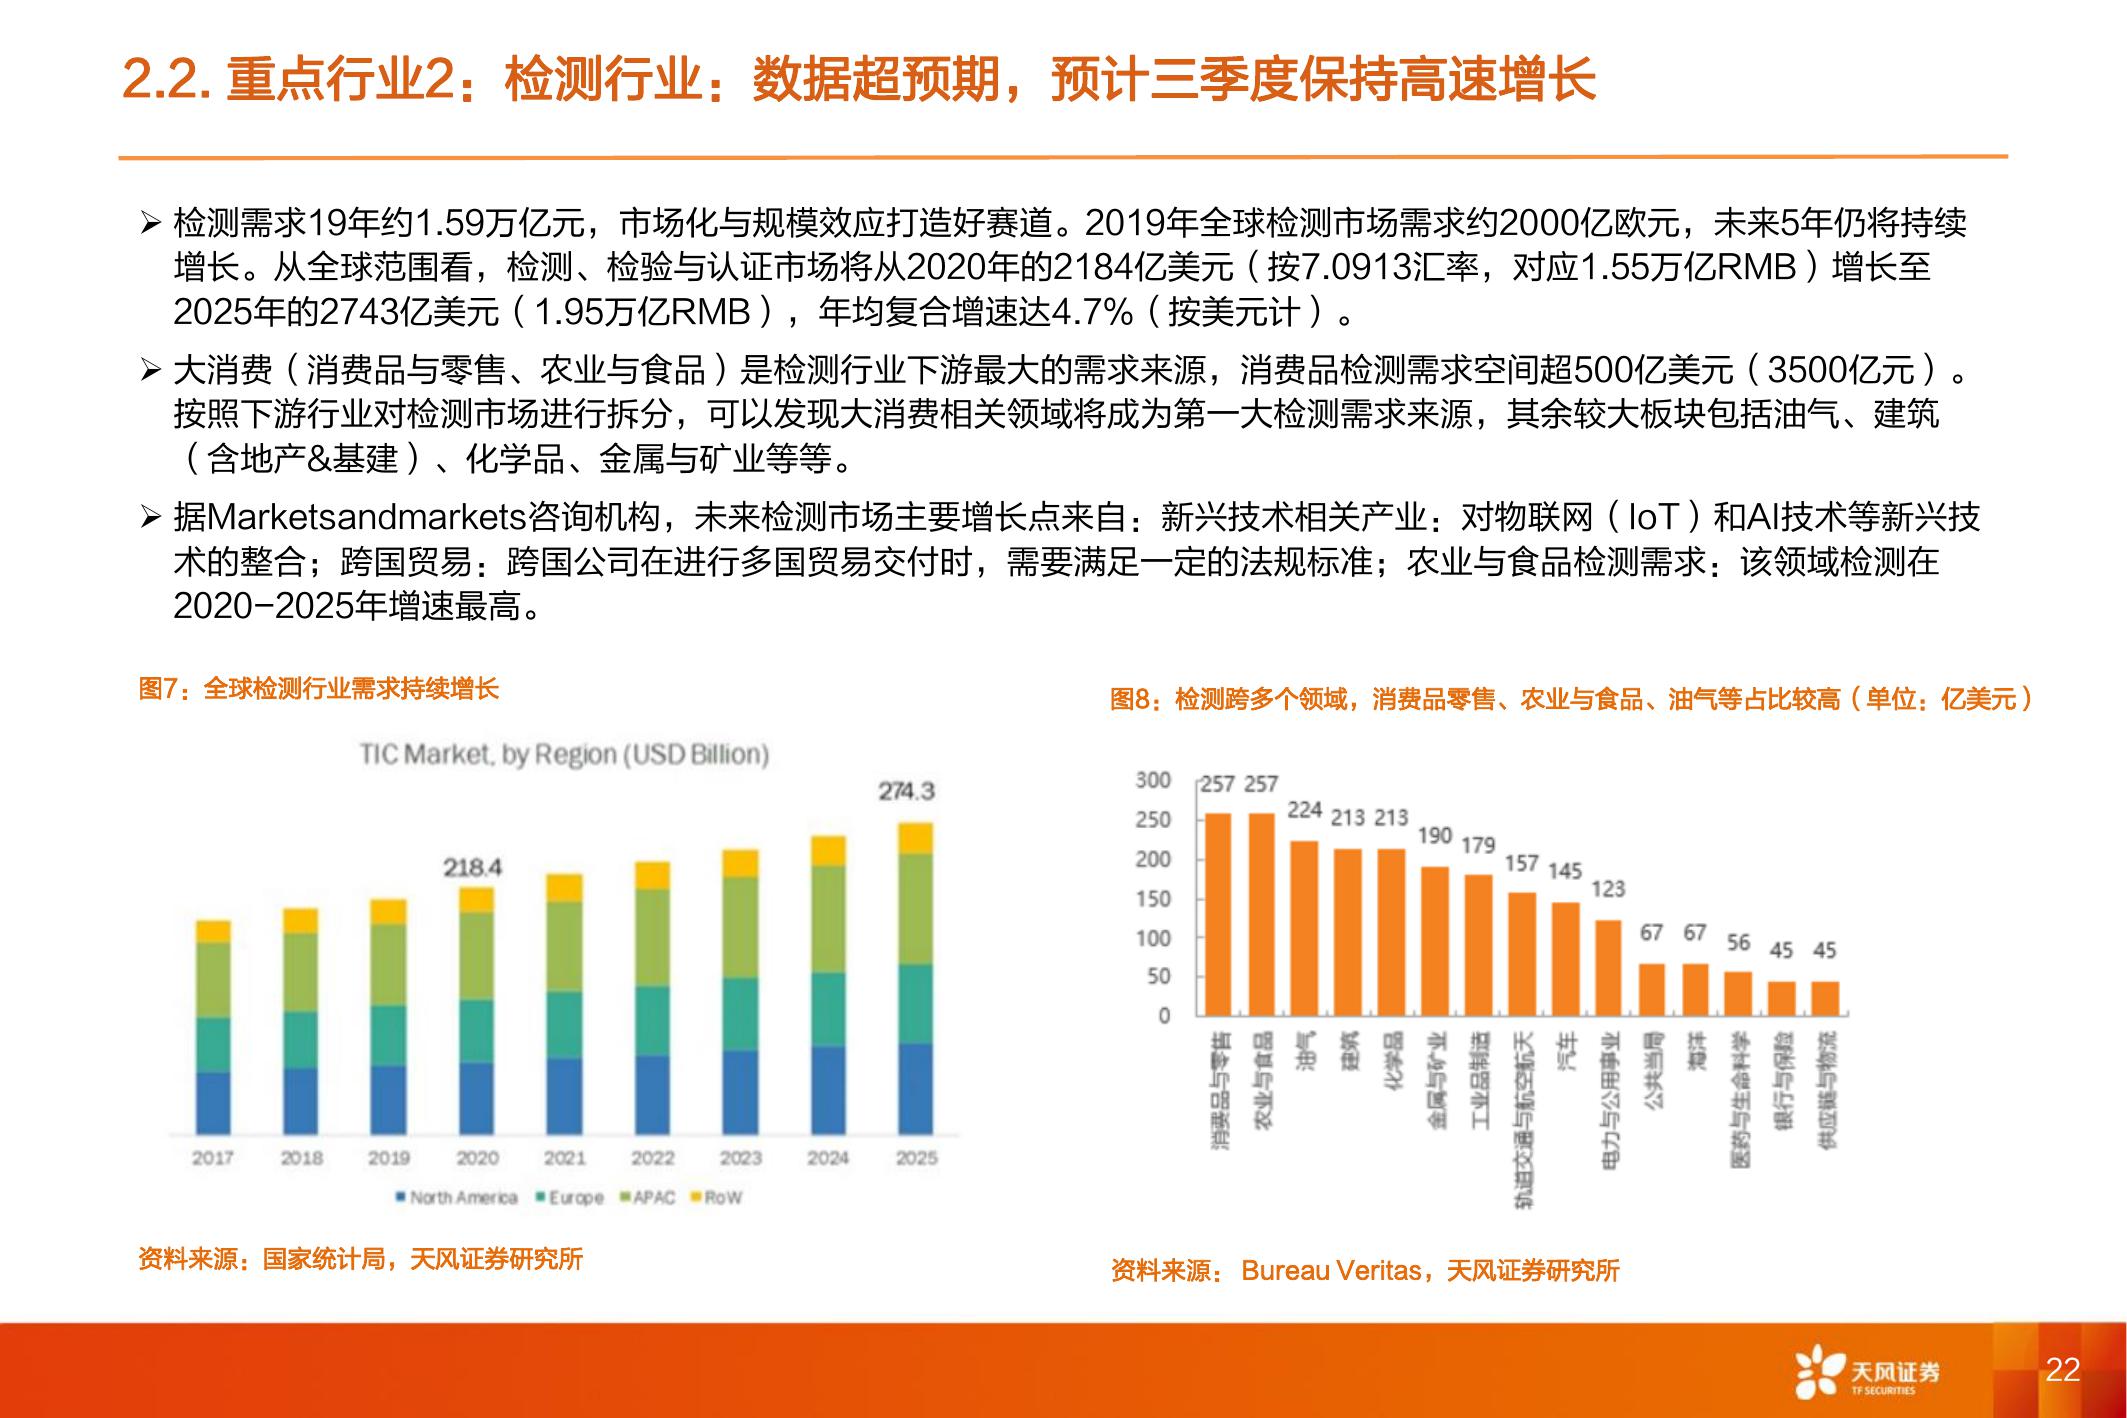 2.2. 重点行业2：检测行业：数据超预期，预计三季度保持高速增长
➢ 检测需求19年约1.59万亿元，市场化与规模效应打造好赛道。2019年全球检测市场需求约2000亿欧元，未来5年仍将持续
增长。从全球范围看，检测、检验与认证市场将从2020年的2184亿美元（按7.0913汇率，对应1.55万亿RMB）增长至
2025年的2743亿美元（1.95万亿RMB），年均复合增速达4.7%（按美元计）。
➢ 大消费（消费品与零售、农业与食品）是检测行业下游最大的需求来源，消费品检测需求空间超500亿美元（3500亿元）。
按照下游行业对检测市场进行拆分，可以发现大消费相关领域将成为第一大检测需求来源，其余较大板块包括油气、建筑
（含地产&基建）、化学品、金属与矿业等等。
➢ 据Marketsandmarkets咨询机构，未来检测市场主要增长点来自：新兴技术相关产业：对物联网（IoT）和AI技术等新兴技
术的整合；跨国贸易：跨国公司在进行多国贸易交付时，需要满足一定的法规标准；农业与食品检测需求：该领域检测在
2020-2025年增速最高。
图7：全球检测行业需求持续增长
TIC Market, by Region (USD Billion)
274.3
218.4
2017 2018 2019 2020 2021 2022 2023 2024 2025
North America Europe APAC RoW
资料来源：国家统计局，天风证券研究所
图8：检测跨多个领域，消费品零售、农业与食品、油气等占比较高（单位：亿美元）
300
250
200
150
100
50
0
257 257 224 213 213 190 179 157 145 123 67 67 56 45 45
消费品与零售
农业与食品
油气
建筑
化学品
金属与矿业
工业品制造
轨道交通与航空航天
汽车
电力与公用事业
公共当局
海洋
医药与生命科学
银行与保险
供应链与物流
资料来源： Bureau Veritas，天风证券研究所
天风证券
TF SECURITIES
22